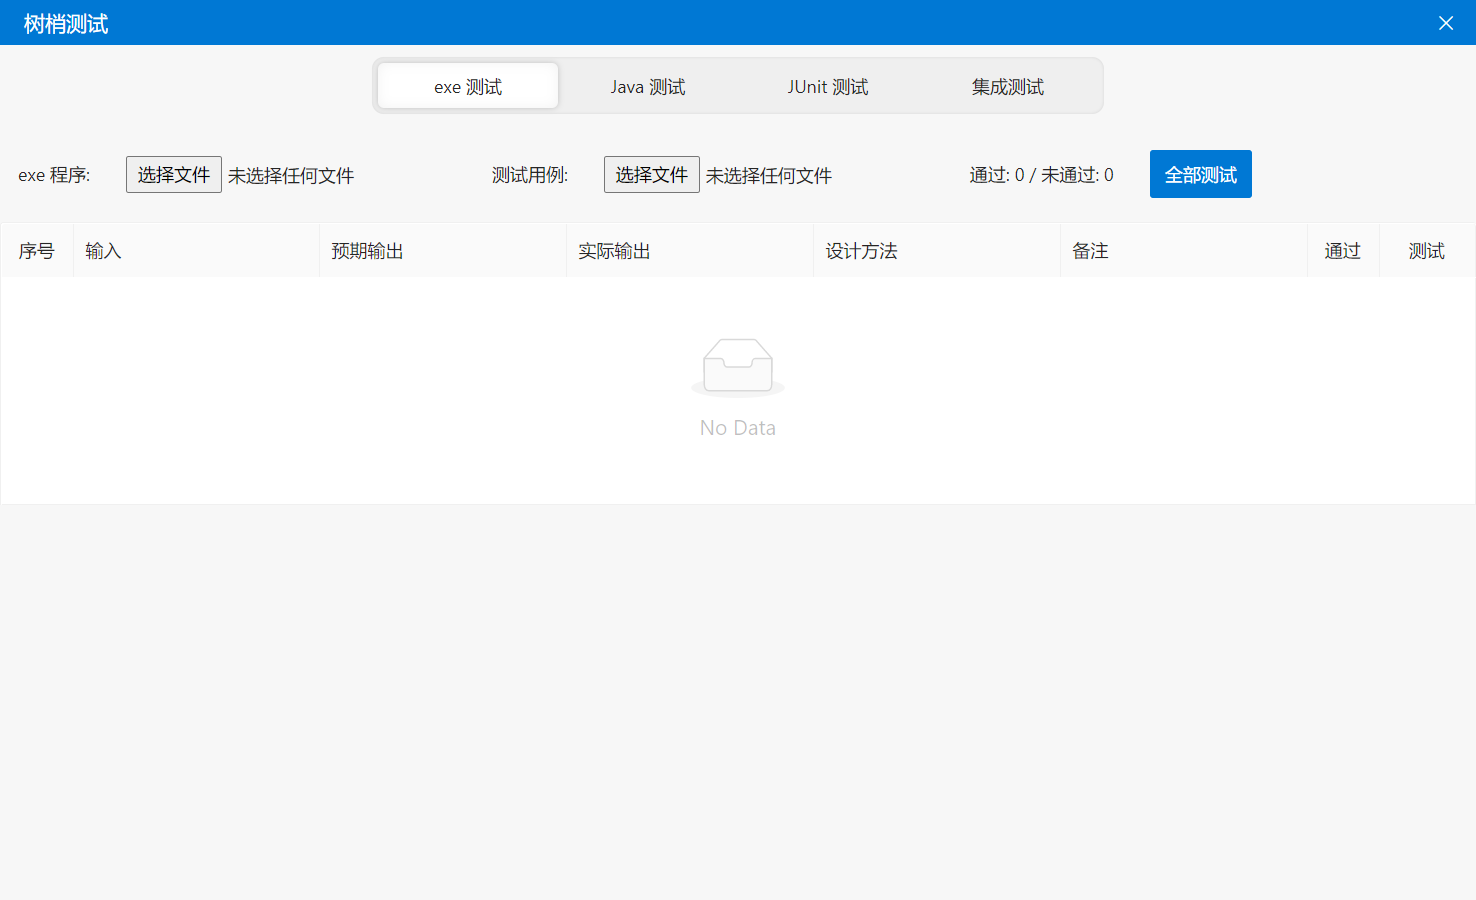 树梢测试
exe 测试 Java 测试 JUnit 测试 集成测试
exe 程序: 选择文件 未选择任何文件 测试用例: 选择文件 未选择任何文件 通过: 0 / 未通过: 0 全部测试
序号 输入 预期输出 实际输出 设计方法 备注 通过 测试
No Data